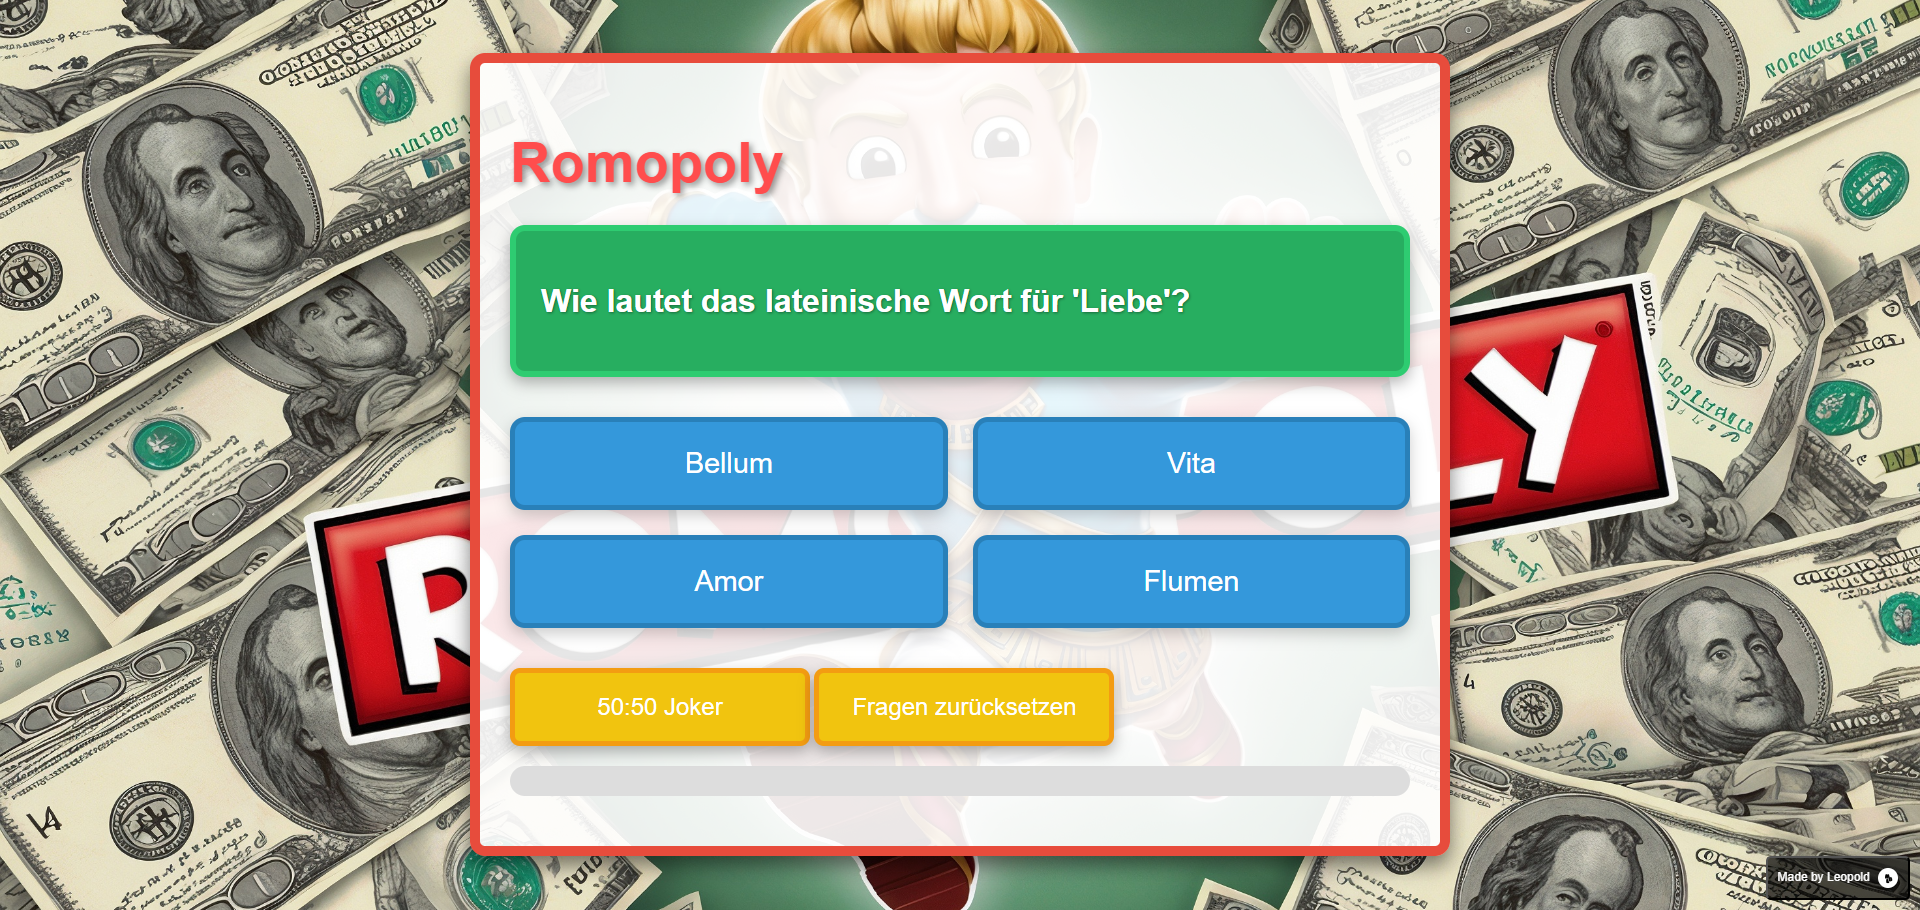 Romopoly
Wie lautet das lateinische Wort für 'Liebe'?
Bellum
Vita
Amor
Flumen
50:50 Joker
Fragen zurücksetzen
R
LY
Made by Leopold